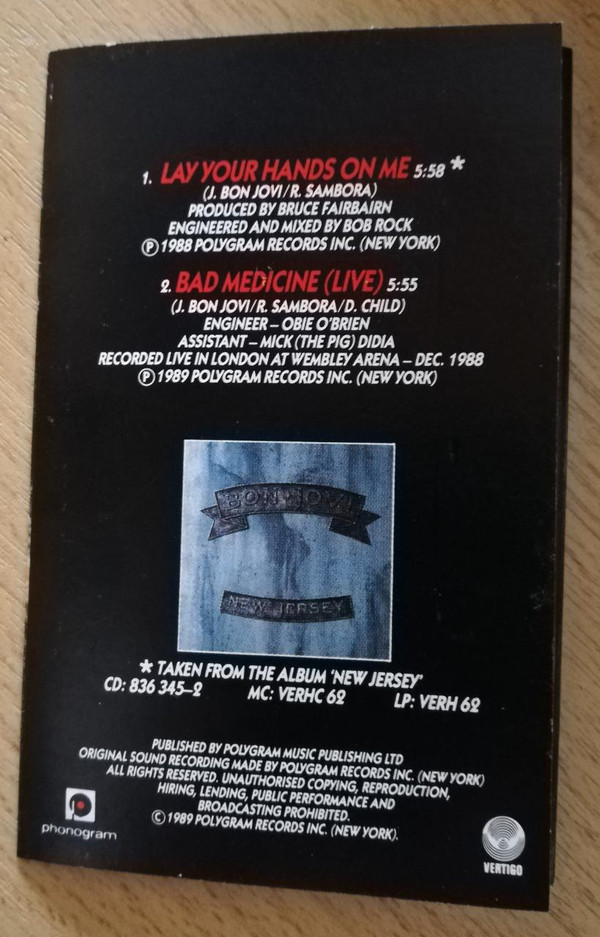 1. LAY YOUR HANDS ON ME 5:58 *
(J. BON JOVI/R. SAMBORA)
PRODUCED BY BRUCE FAIRBAIRN
ENGINEERED AND MIXED BY BOB ROCK
Ⓟ 1988 POLYGRAM RECORDS INC. (NEW YORK)
2. BAD MEDICINE (LIVE) 5:55
(J. BON JOVI/R. SAMBORA/D. CHILD)
ENGINEER – OBIE O'BRIEN
ASSISTANT – MICK (THE PIG) DIDIA
RECORDED LIVE IN LONDON AT WEMBLEY ARENA – DEC. 1988
Ⓟ 1989 POLYGRAM RECORDS INC. (NEW YORK)
BON JOVI
NEW JERSEY
* TAKEN FROM THE ALBUM 'NEW JERSEY'
CD: 836 345–2 MC: VERHC 62 LP: VERH 62
PUBLISHED BY POLYGRAM MUSIC PUBLISHING LTD
ORIGINAL SOUND RECORDING MADE BY POLYGRAM RECORDS INC. (NEW YORK)
ALL RIGHTS RESERVED. UNAUTHORISED COPYING, REPRODUCTION,
HIRING, LENDING, PUBLIC PERFORMANCE AND
BROADCASTING PROHIBITED.
© 1989 POLYGRAM RECORDS INC. (NEW YORK).
phonogram
VERTIGO